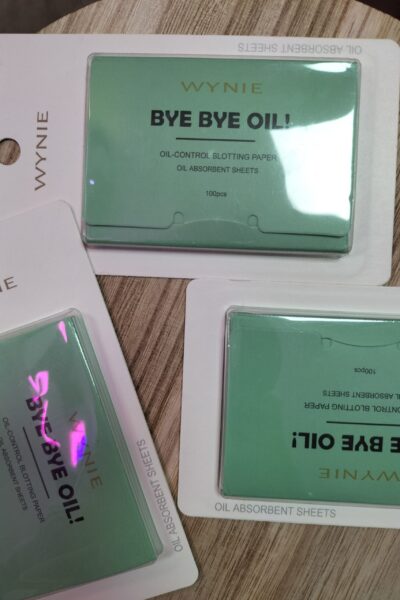 OIL ABSORBENT SHEETS
WYNIE
WYNIE
BYE BYE OIL!
OIL-CONTROL BLOTTING PAPER
OIL ABSORBENT SHEETS
100pcs
WYNIE
BYE BYE OIL!
OIL-CONTROL BLOTTING PAPER
OIL ABSORBENT SHEETS
OIL ABSORBENT SHEETS
WYNIE
BYE OIL!
BLOTTING PAPER
OIL ABSORBENT SHEETS
100pcs
OIL ABSORBENT SHEETS